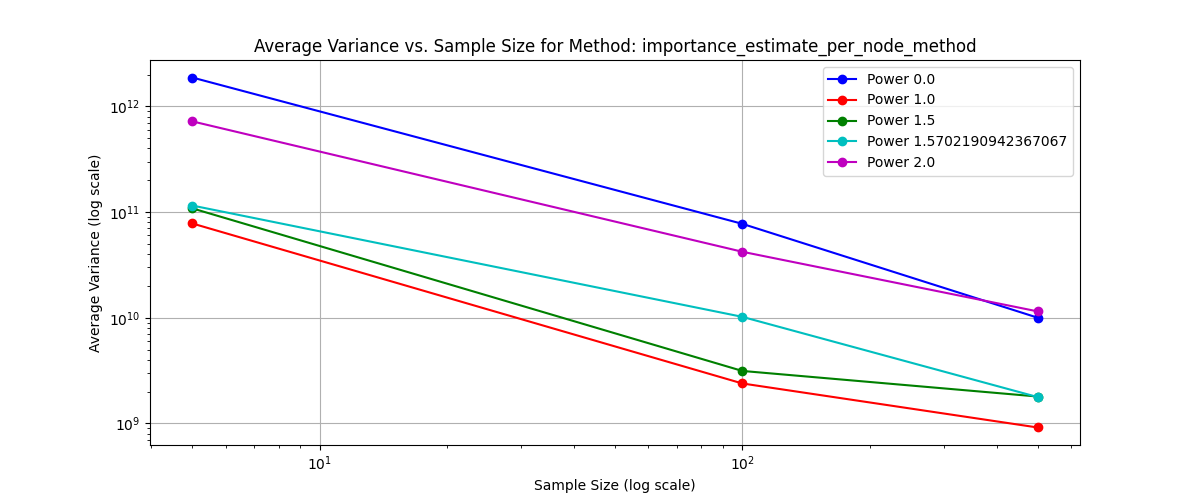 Average Variance vs. Sample Size for Method: importance_estimate_per_node_method
Average Variance (log scale)
10¹²
10¹¹
10¹⁰
10⁹
Power 0.0
Power 1.0
Power 1.5
Power 1.5702190942367067
Power 2.0
10¹
10²
Sample Size (log scale)